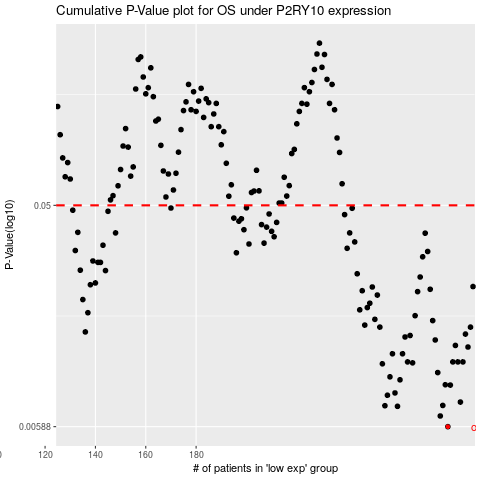 Cumulative P-Value plot for OS under P2RY10 expression
P-Value(log10)
0.05
0.00588
0
120
140
160
180
# of patients in 'low exp' group